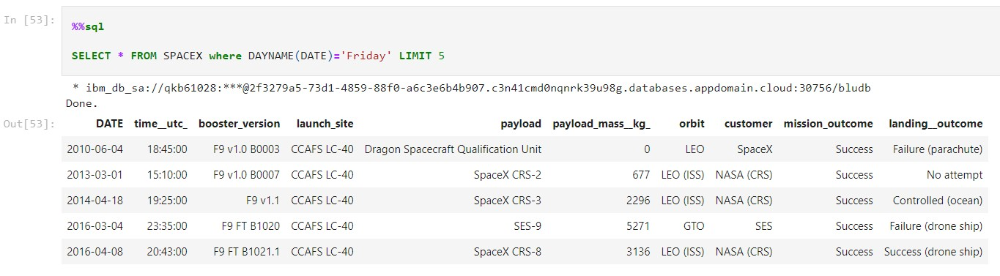 In [53]:
%%sql
SELECT * FROM SPACEX where DAYNAME(DATE)='Friday' LIMIT 5
* ibm_db_sa://qkb61028:***@2f3279a5-73d1-4859-88f0-a6c3e6b4b907.c3n41cmd0nqnrk39u98g.databases.appdomain.cloud:30756/bludb
Done.
Out[53]:
DATE time__utc_ booster_version launch_site payload payload_mass__kg_ orbit customer mission_outcome landing__outcome
2010-06-04 18:45:00 F9 v1.0 B0003 CCAFS LC-40 Dragon Spacecraft Qualification Unit 0 LEO SpaceX Success Failure (parachute)
2013-03-01 15:10:00 F9 v1.0 B0007 CCAFS LC-40 SpaceX CRS-2 677 LEO (ISS) NASA (CRS) Success No attempt
2014-04-18 19:25:00 F9 v1.1 CCAFS LC-40 SpaceX CRS-3 2296 LEO (ISS) NASA (CRS) Success Controlled (ocean)
2016-03-04 23:35:00 F9 FT B1020 CCAFS LC-40 SES-9 5271 GTO SES Success Failure (drone ship)
2016-04-08 20:43:00 F9 FT B1021.1 CCAFS LC-40 SpaceX CRS-8 3136 LEO (ISS) NASA (CRS) Success Success (drone ship)